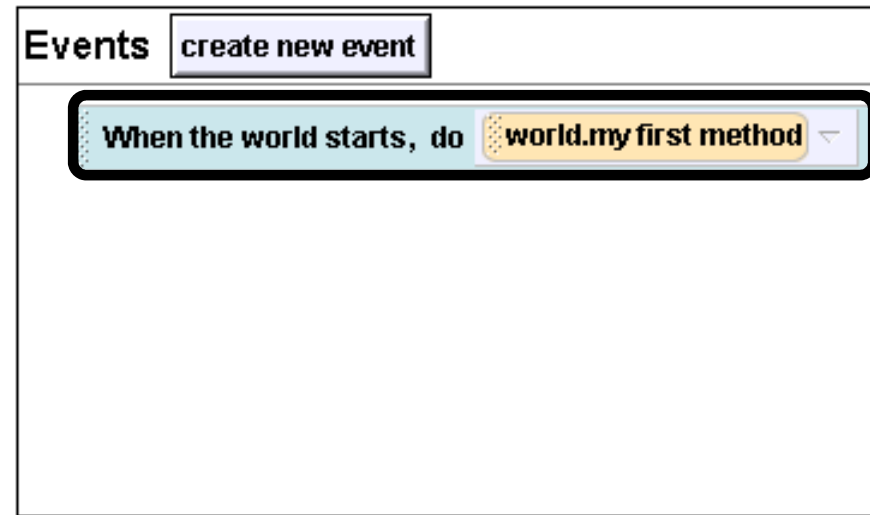 Events create new event
When the world starts, do world.my first method